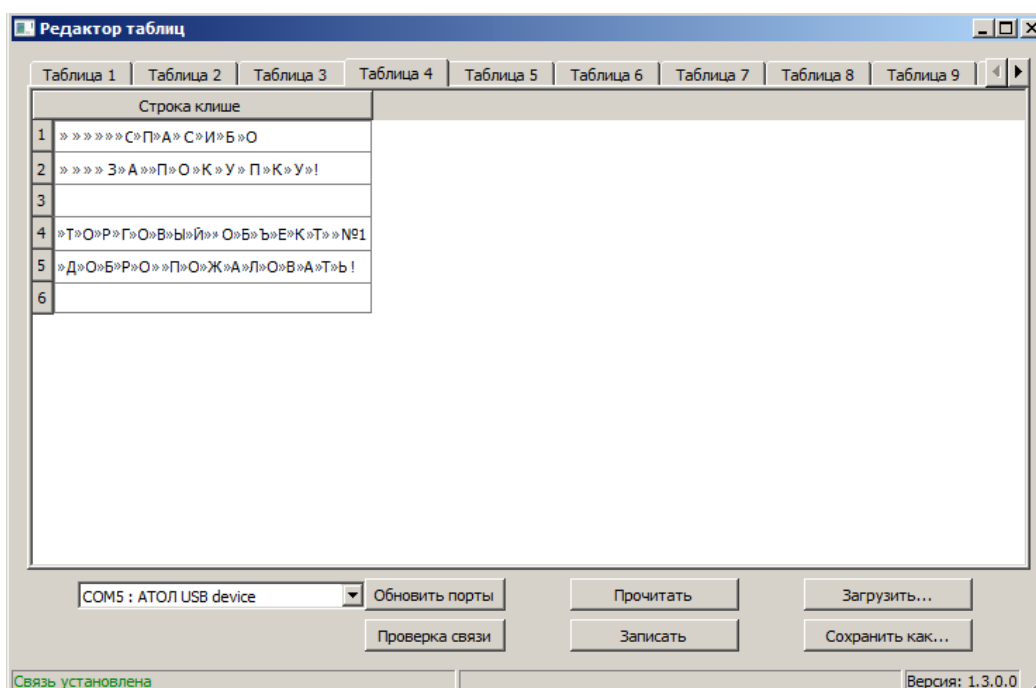 Редактор таблиц
Таблица 1 Таблица 2 Таблица 3 Таблица 4 Таблица 5 Таблица 6 Таблица 7 Таблица 8 Таблица 9
Строка клише
1 » » » » » » С»П»А» С»И»Б »О
2 » » » » З»А »»П»О »К »У » П»К» У»!
3
4 »Т»О»Р»Г»О»В»Ы»Й»» О»Б»Ъ»Е»К»Т» » №1
5 »Д»О»Б»Р»О» »П»О»Ж»А»Л»О»В»А»Т»Ь !
6
COM5 : АТОЛ USB device Обновить порты Прочитать Загрузить...
Проверка связи Записать Сохранить как...
Связь установлена Версия: 1.3.0.0